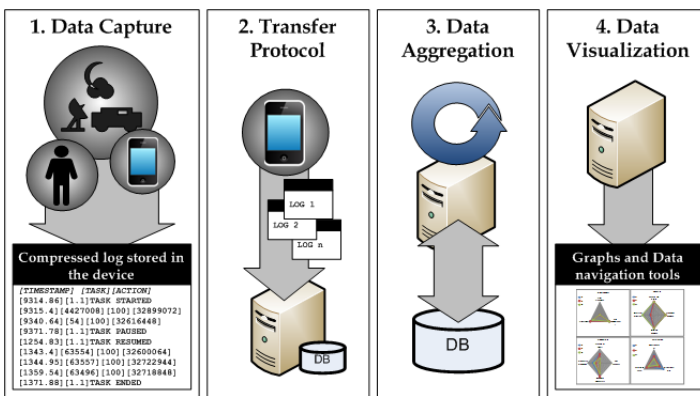 1. Data Capture
Compressed log stored in
the device
[TIMESTAMP] [TASK][ACTION]
[9314.86][1.1]TASK STARTED
[9315.4][4427008][100][32899072]
[9340.64][54][100][32616448]
[9371.78][1.1]TASK PAUSED
[1254.83][1.1]TASK RESUMED
[1343.4][63554][100][32600064]
[1344.95][63557][100][32722944]
[1359.54][63496][100][32718848]
[1371.88][1.1]TASK ENDED
2. Transfer
Protocol
LOG 1
LOG 2
LOG n
DB
3. Data
Aggregation
DB
4. Data
Visualization
Graphs and Data
navigation tools